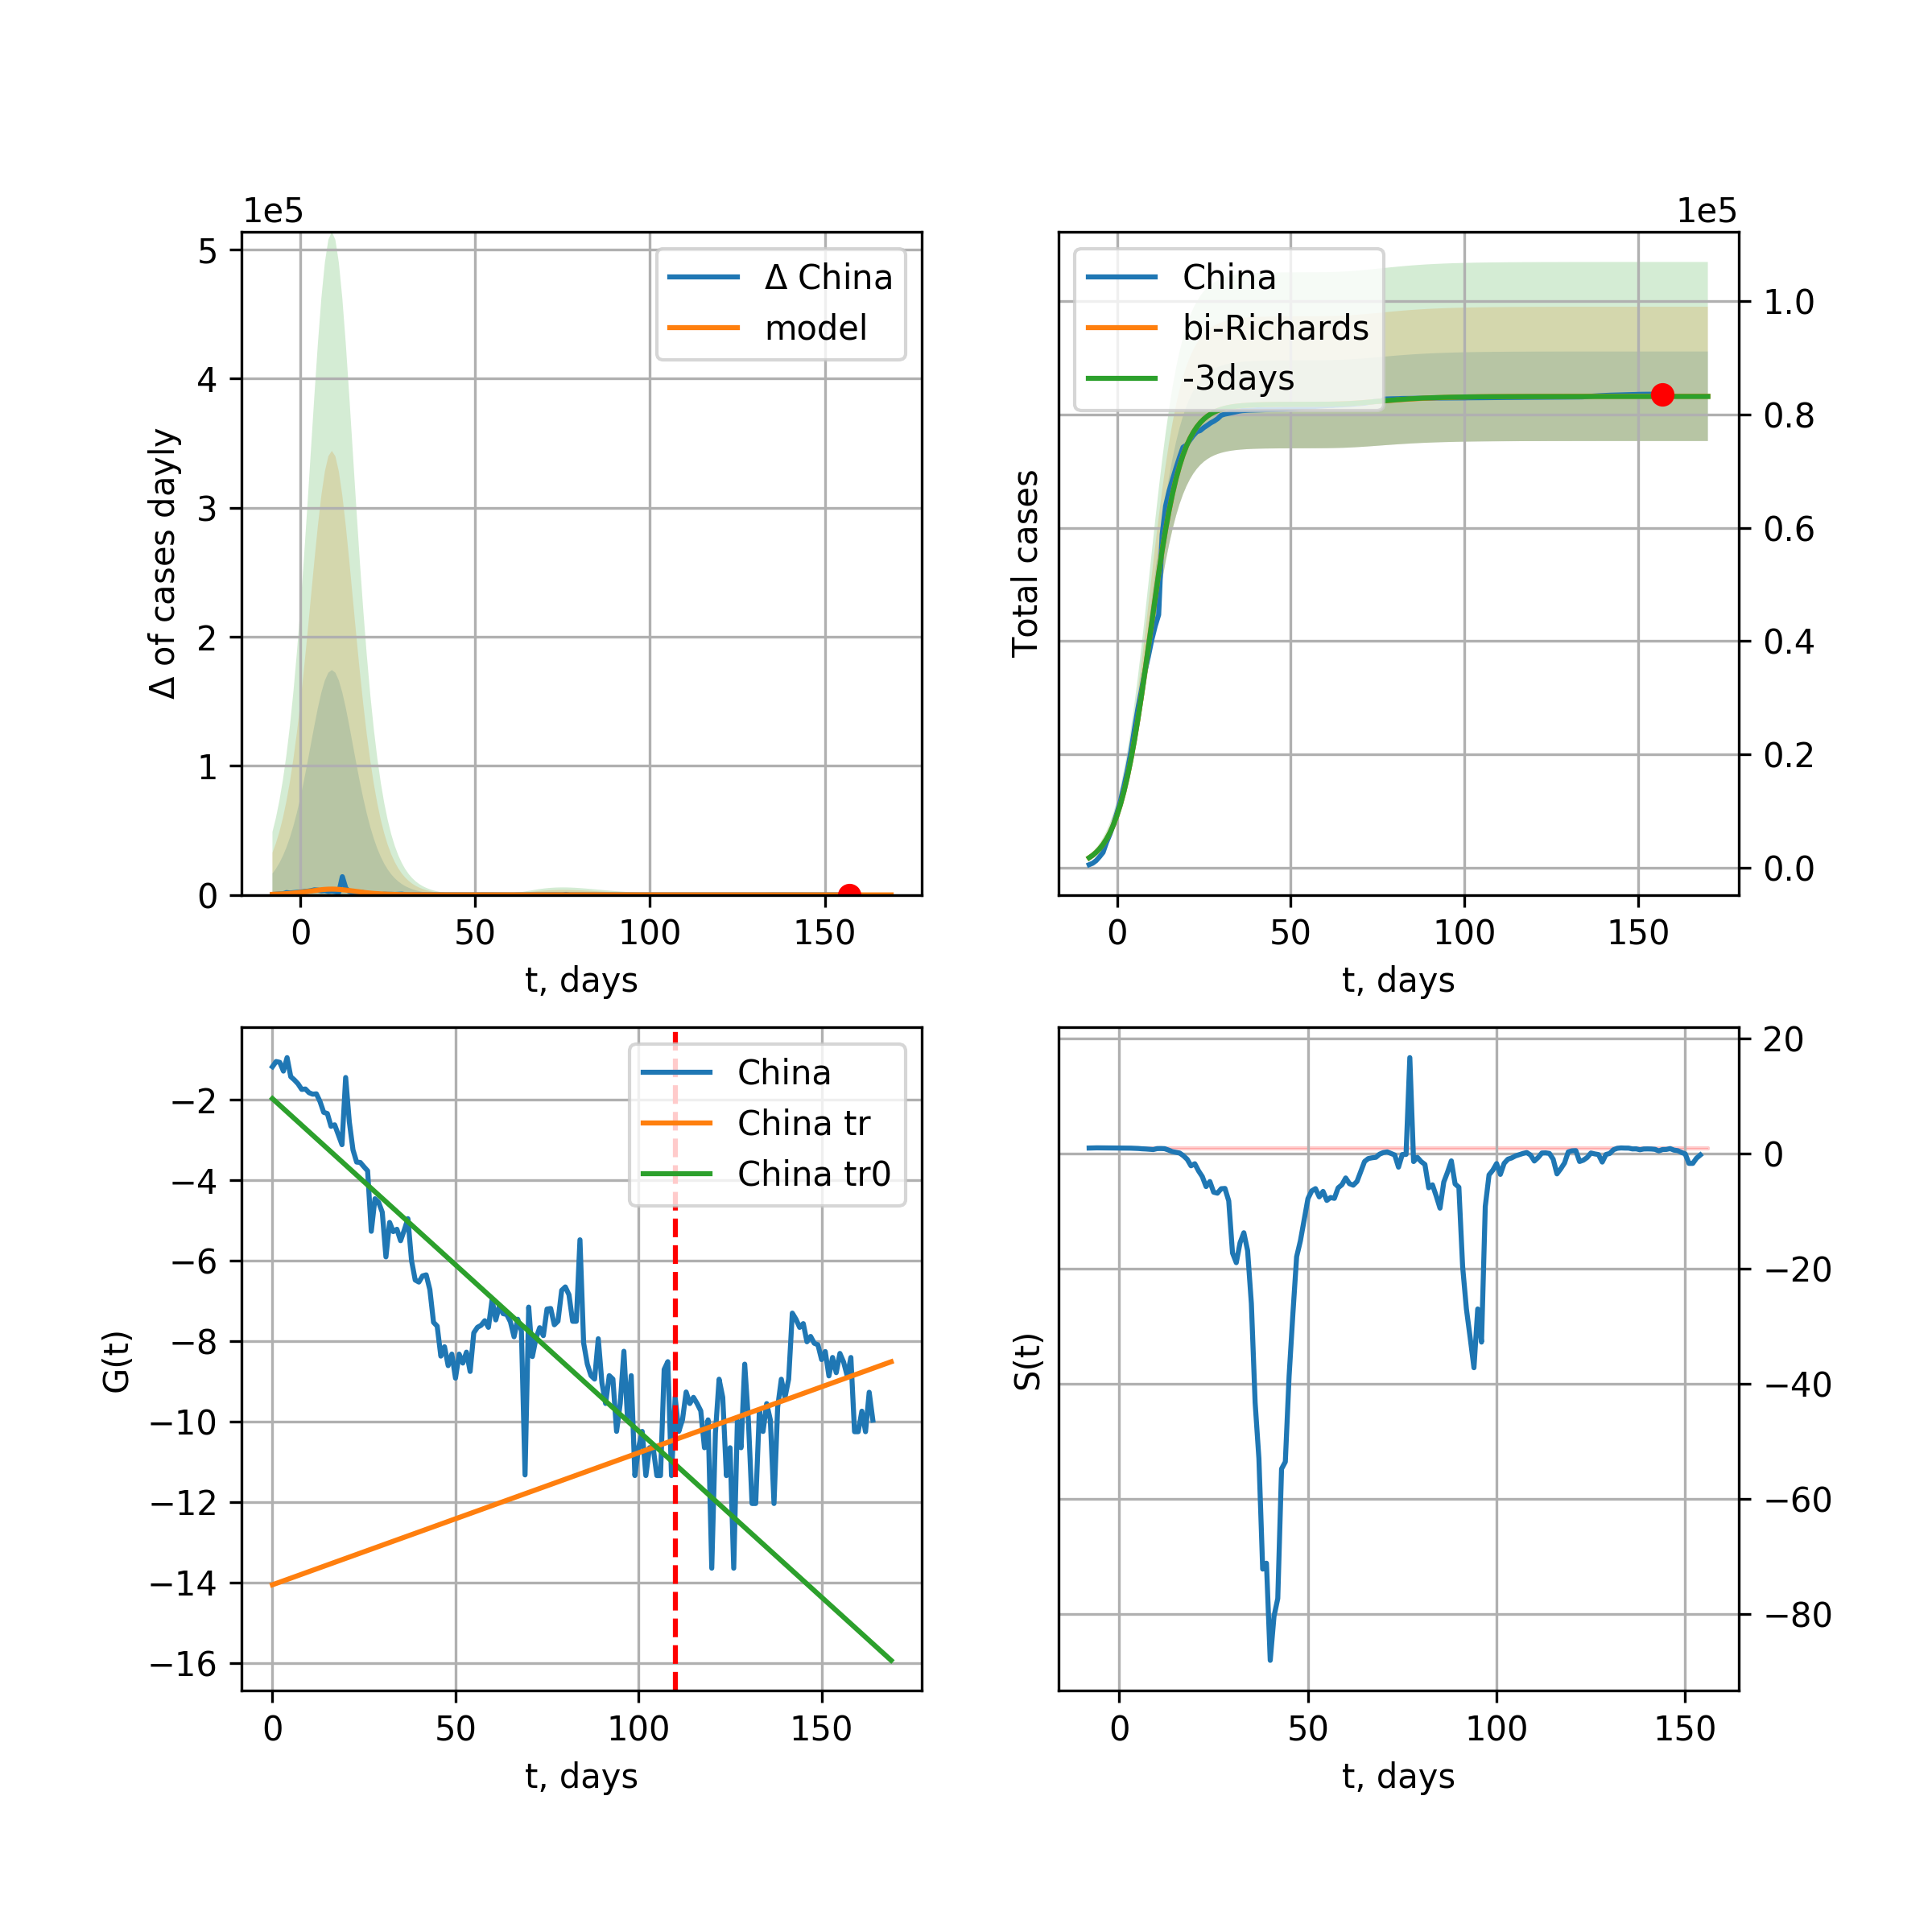 1e5
5
4
3
2
1
0
Δ of cases dayly
Δ China
model
0 50 100 150
t, days
1e5
China
bi-Richards
-3days
Total cases
1.0
0.8
0.6
0.4
0.2
0.0
0 50 100 150
t, days
G(t)
−2
−4
−6
−8
−10
−12
−14
−16
China
China tr
China tr0
0 50 100 150
t, days
S(t)
20
0
−20
−40
−60
−80
0 50 100 150
t, days